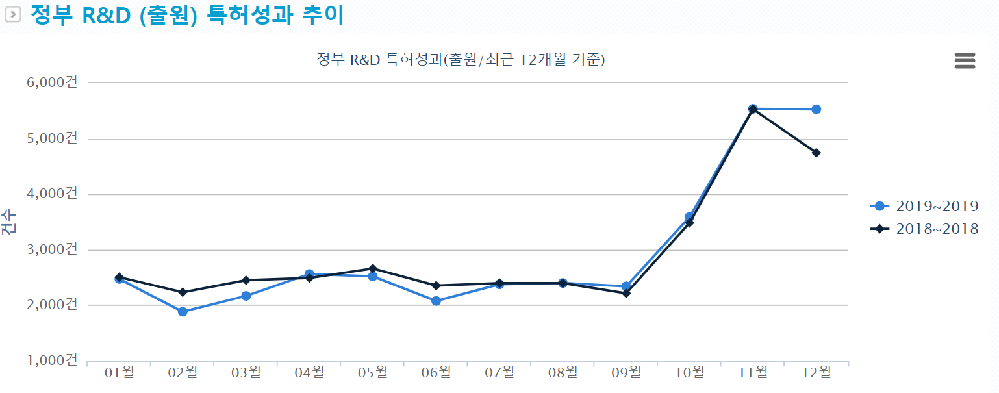 정부 R&D (출원) 특허성과 추이
정부 R&D 특허성과(출원/최근 12개월 기준)
6,000건
5,000건
4,000건
3,000건
2,000건
1,000건
건수
01월 02월 03월 04월 05월 06월 07월 08월 09월 10월 11월 12월
2019~2019
2018~2018